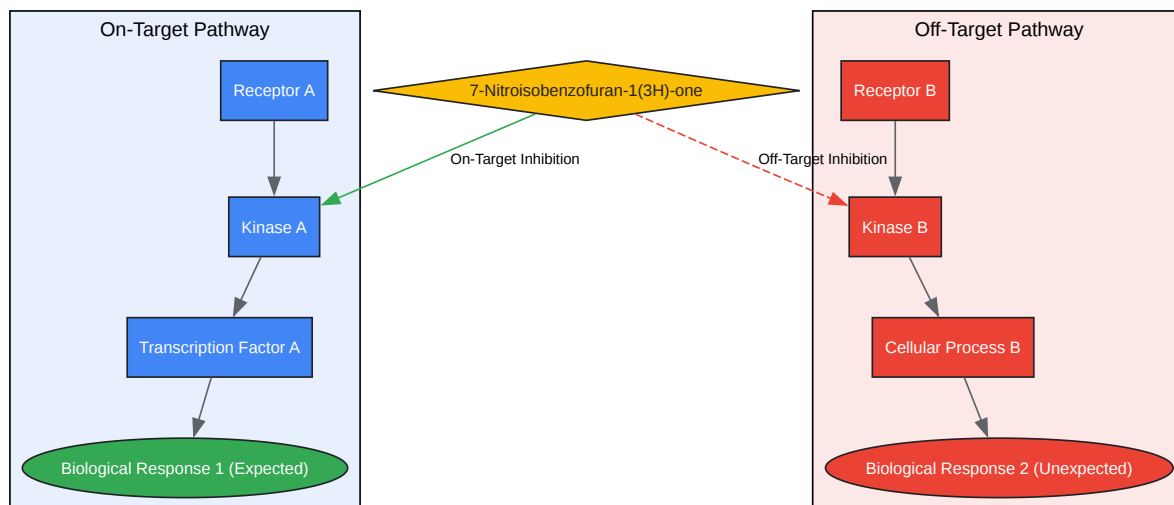 On-Target Pathway
Receptor A
Kinase A
Transcription Factor A
Biological Response 1 (Expected)
7-Nitroisobenzofuran-1(3H)-one
On-Target Inhibition
Off-Target Inhibition
Off-Target Pathway
Receptor B
Kinase B
Cellular Process B
Biological Response 2 (Unexpected)